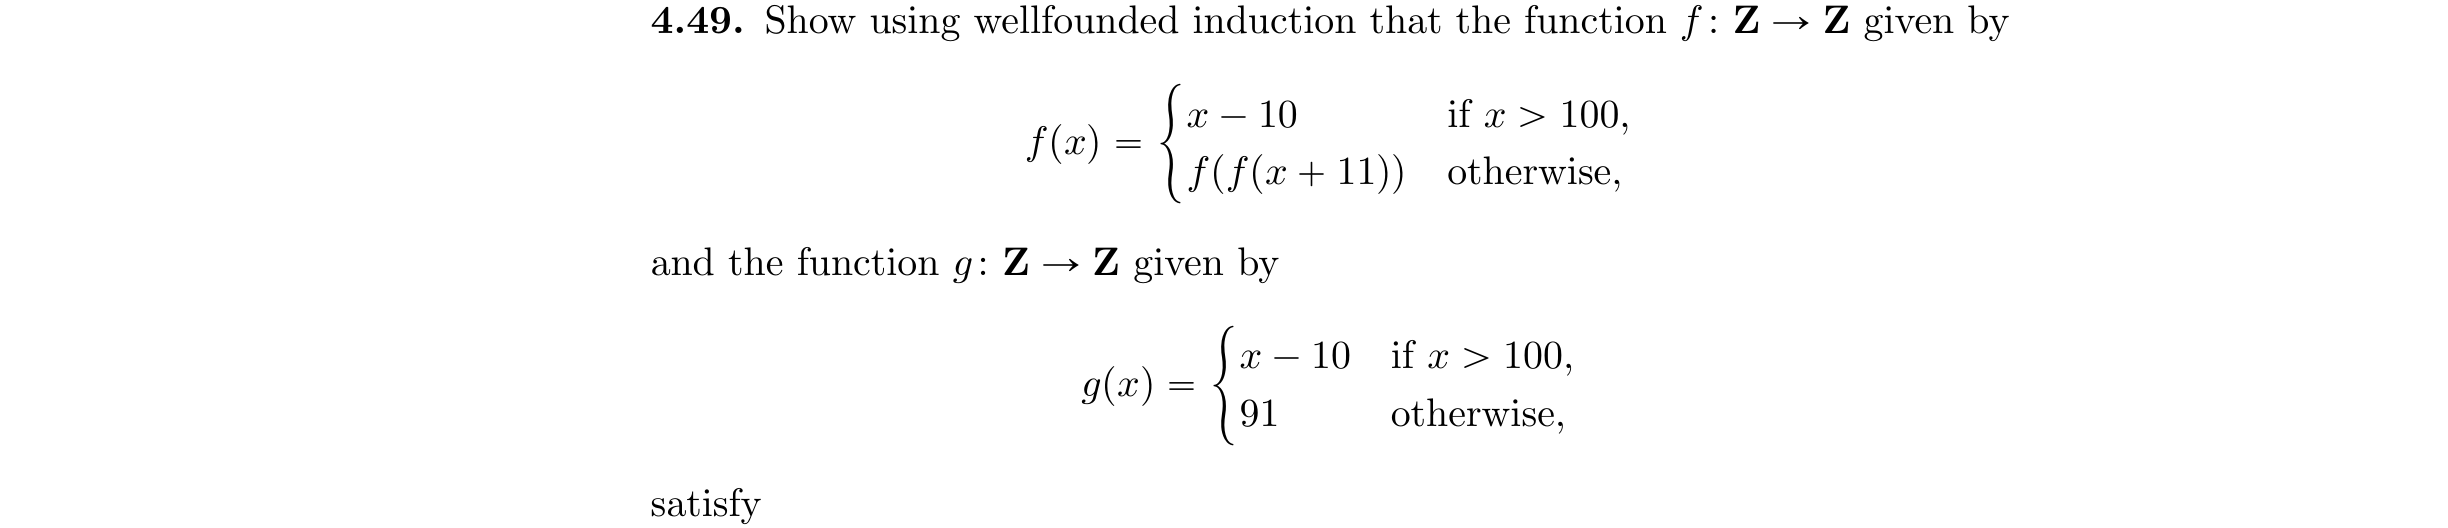 4.49. Show using wellfounded induction that the function f: Z → Z given by
f(x) = { x − 10 if x > 100,
f(f(x + 11)) otherwise,
and the function g: Z → Z given by
g(x) = { x − 10 if x > 100,
91 otherwise,
satisfy